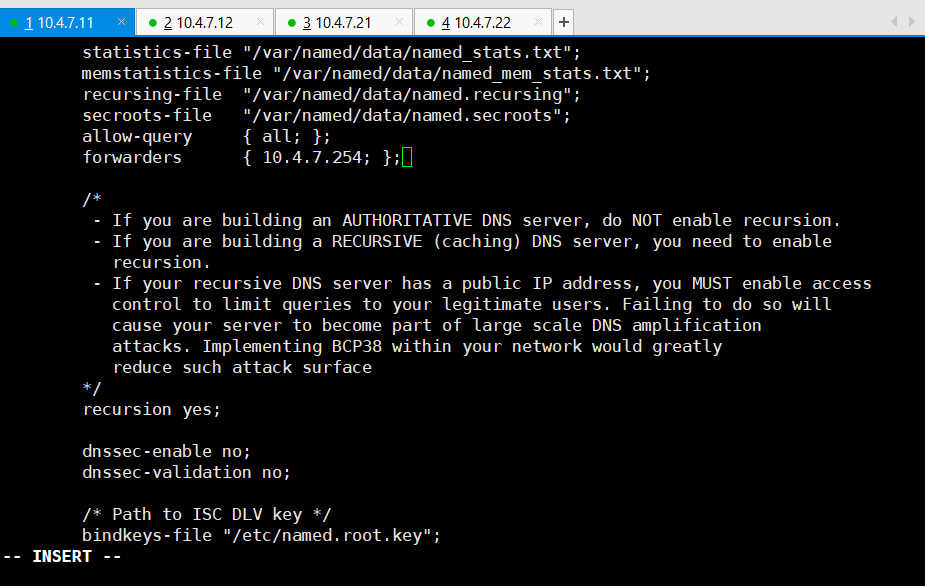 1 10.4.7.11 × 2 10.4.7.12 × 3 10.4.7.21 × 4 10.4.7.22 × +
statistics-file "/var/named/data/named_stats.txt";
memstatistics-file "/var/named/data/named_mem_stats.txt";
recursing-file  "/var/named/data/named.recursing";
secroots-file   "/var/named/data/named.secroots";
allow-query     { all; };
forwarders      { 10.4.7.254; };
/*
 - If you are building an AUTHORITATIVE DNS server, do NOT enable recursion.
 - If you are building a RECURSIVE (caching) DNS server, you need to enable
   recursion.
 - If your recursive DNS server has a public IP address, you MUST enable access
   control to limit queries to your legitimate users. Failing to do so will
   cause your server to become part of large scale DNS amplification
   attacks. Implementing BCP38 within your network would greatly
   reduce such attack surface
*/
recursion yes;
dnssec-enable no;
dnssec-validation no;
/* Path to ISC DLV key */
bindkeys-file "/etc/named.root.key";
-- INSERT --